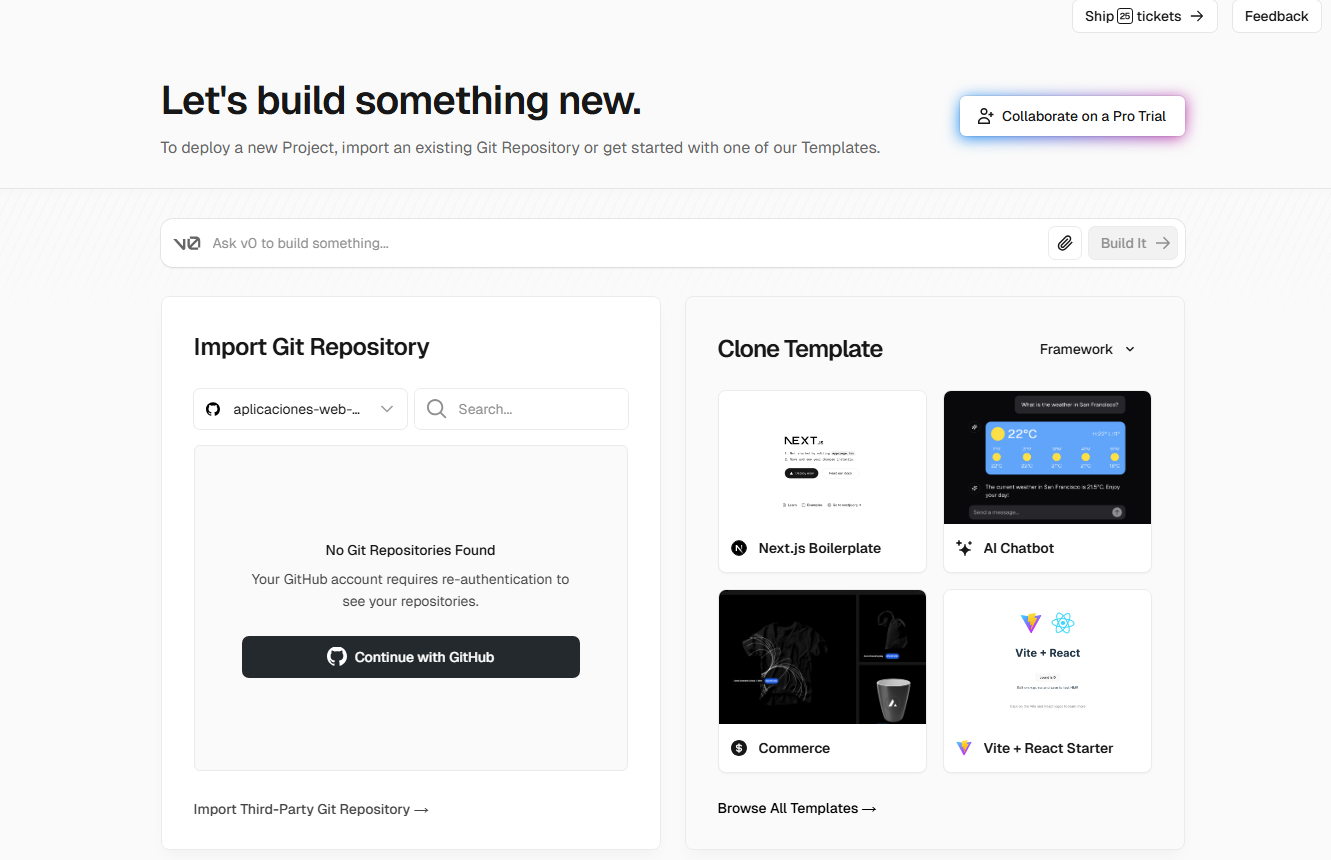 Ship 25 tickets →
Feedback
Let's build something new.
Collaborate on a Pro Trial
To deploy a new Project, import an existing Git Repository or get started with one of our Templates.
v0 Ask v0 to build something...
Build It →
Import Git Repository
aplicaciones-web-...
Search...
No Git Repositories Found
Your GitHub account requires re-authentication to
see your repositories.
Continue with GitHub
Import Third-Party Git Repository →
Clone Template
Framework
NEXT.js
Next.js Boilerplate
What is the weather in San Francisco?
22°C
The current weather in San Francisco is 21.5°C. Enjoy
your day!
Send a message...
AI Chatbot
Commerce
Vite + React
Vite + React Starter
Browse All Templates →